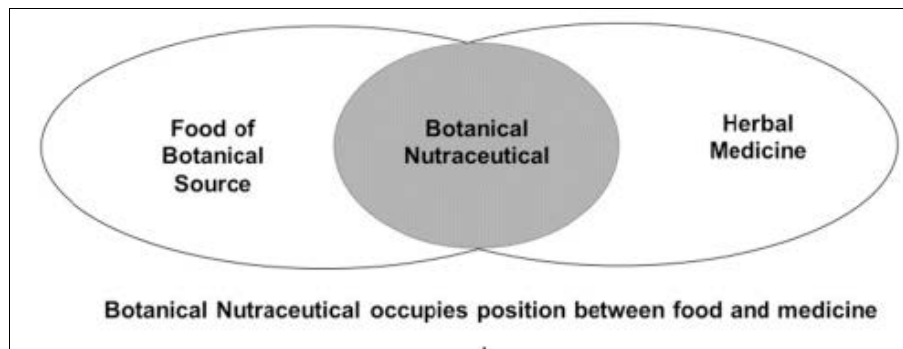 Food of
Botanical
Source
Botanical
Nutraceutical
Herbal
Medicine
Botanical Nutraceutical occupies position between food and medicine